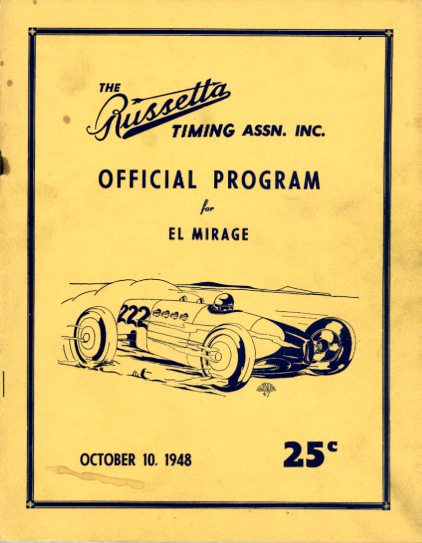 THE
Russetta
TIMING ASSN. INC.
OFFICIAL PROGRAM
for
EL MIRAGE
222
OCTOBER 10, 1948
25c